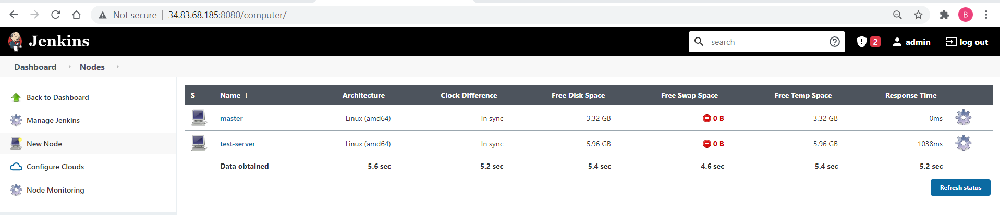 Not secure | 34.83.68.185:8080/computer/
B
Jenkins
search
2
admin
log out
Dashboard
Nodes
Back to Dashboard
Manage Jenkins
New Node
Configure Clouds
Node Monitoring
S Name ↓ Architecture Clock Difference Free Disk Space Free Swap Space Free Temp Space Response Time
master Linux (amd64) In sync 3.32 GB 0 B 3.32 GB 0ms
test-server Linux (amd64) In sync 5.96 GB 0 B 5.96 GB 1038ms
Data obtained 5.6 sec 5.2 sec 5.4 sec 4.6 sec 5.4 sec 5.2 sec
Refresh status